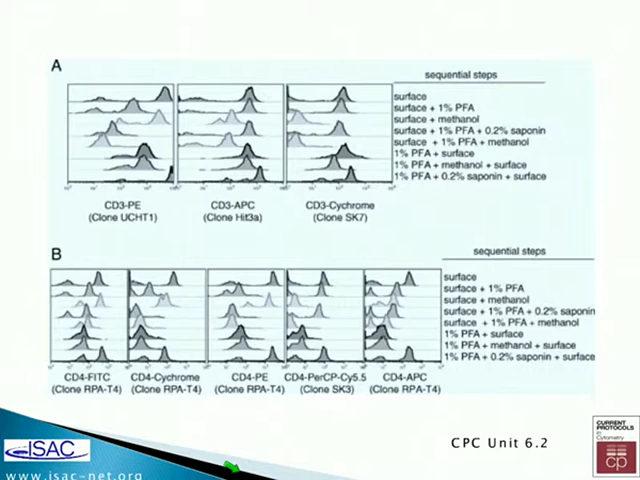 A
sequential steps
surface
surface + 1% PFA
surface + methanol
surface + 1% PFA + 0.2% saponin
surface + 1% PFA + methanol
1% PFA + surface
1% PFA + methanol + surface
1% PFA + 0.2% saponin + surface
CD3-PE
(Clone UCHT1)
CD3-APC
(Clone Hit3a)
CD3-Cychrome
(Clone SK7)
B
sequential steps
surface
surface + 1% PFA
surface + methanol
surface + 1% PFA + 0.2% saponin
surface + 1% PFA + methanol
1% PFA + surface
1% PFA + methanol + surface
1% PFA + 0.2% saponin + surface
CD4-FITC
(Clone RPA-T4)
CD4-Cychrome
(Clone RPA-T4)
CD4-PE
(Clone RPA-T4)
CD4-PerCP-Cy5.5
(Clone SK3)
CD4-APC
(Clone RPA-T4)
CPC Unit 6.2
ISAC
www.isac-net.org
CURRENT
PROTOCOLS
in
Cytometry
cp